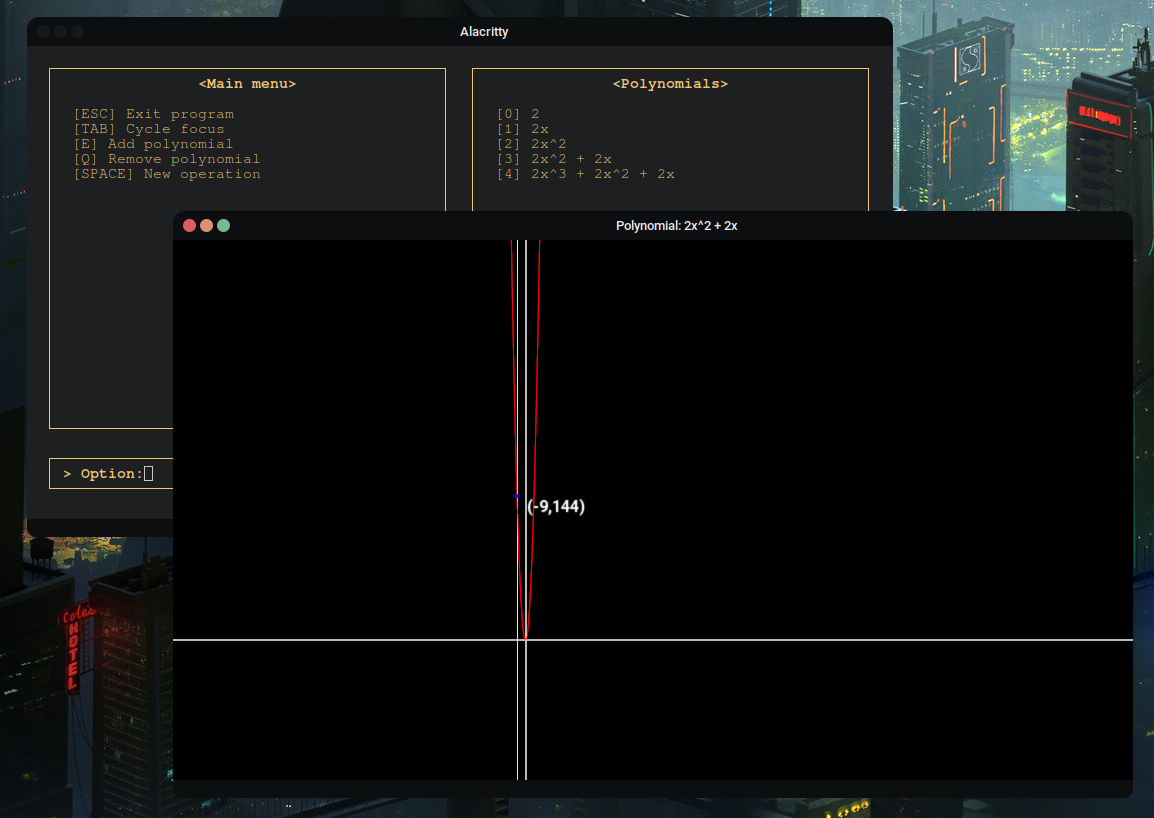 Alacritty
<Main menu>
[ESC] Exit program
[TAB] Cycle focus
[E] Add polynomial
[Q] Remove polynomial
[SPACE] New operation
<Polynomials>
[0] 2
[1] 2x
[2] 2x^2
[3] 2x^2 + 2x
[4] 2x^3 + 2x^2 + 2x
> Option:
Polynomial: 2x^2 + 2x
(-9,144)
Cole's
HOTEL